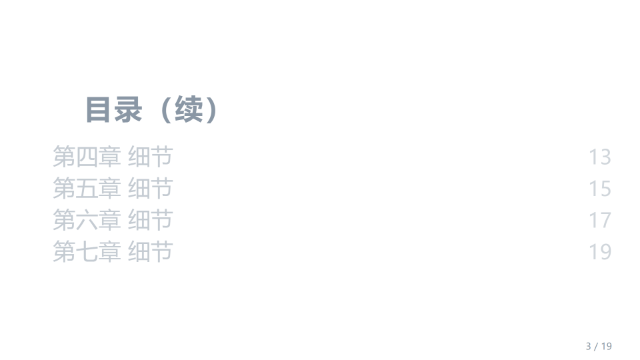 目录（续）
第四章 细节 13
第五章 细节 15
第六章 细节 17
第七章 细节 19
3 / 19